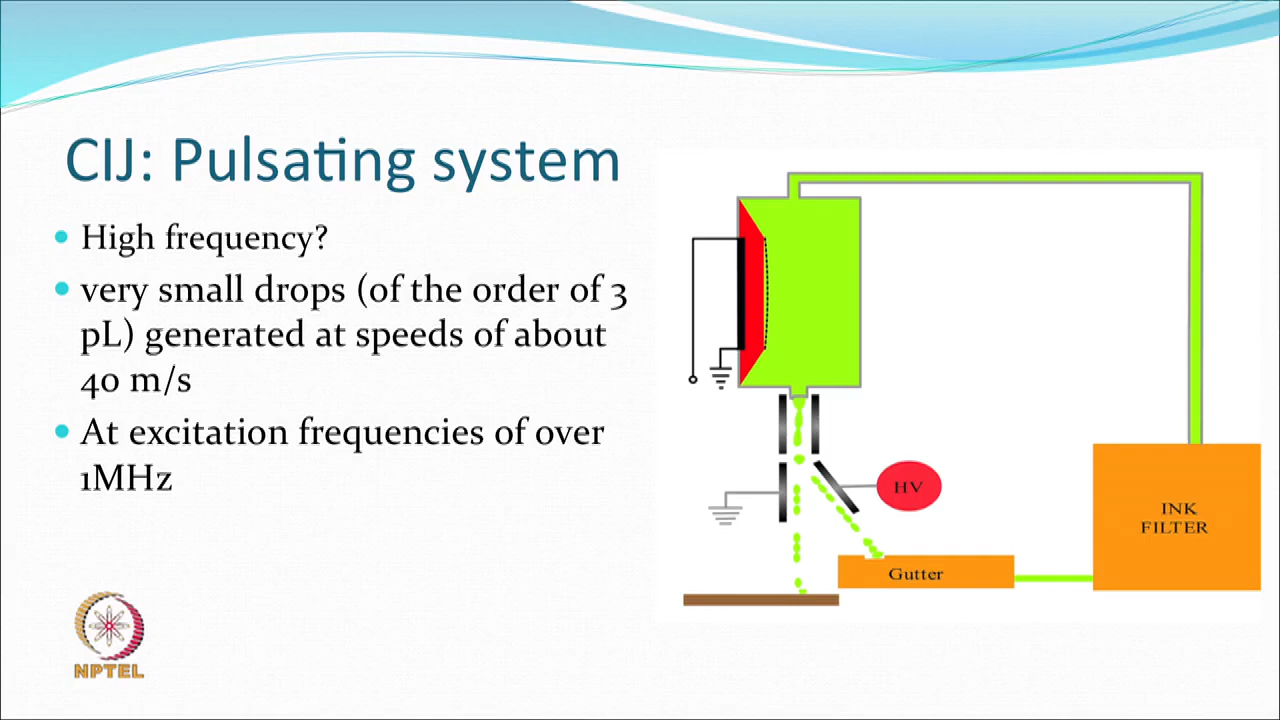 CIJ: Pulsating system
High frequency?
very small drops (of the order of 3
pL) generated at speeds of about
40 m/s
At excitation frequencies of over
1MHz
HV
INK
FILTER
Gutter
NPTEL